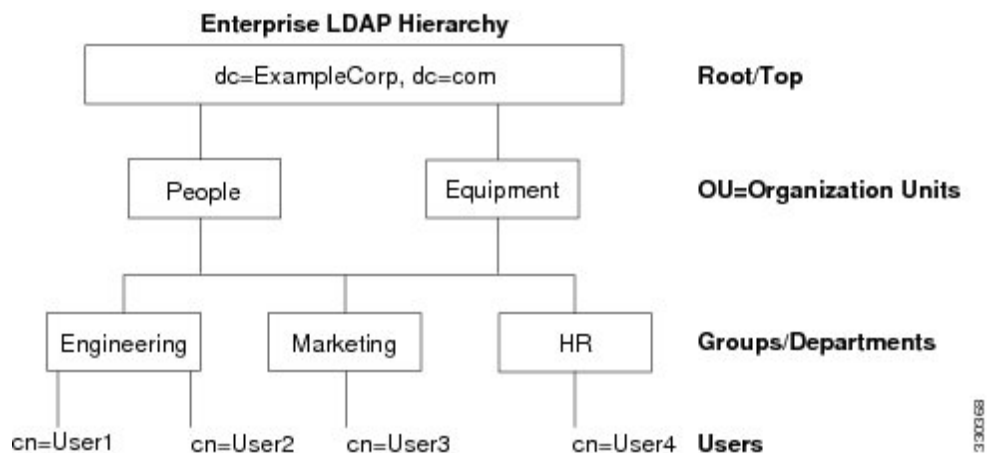 Enterprise LDAP Hierarchy
dc=ExampleCorp, dc=com
Root/Top
People
Equipment
OU=Organization Units
Engineering
Marketing
HR
Groups/Departments
cn=User1
cn=User2
cn=User3
cn=User4
Users
330368